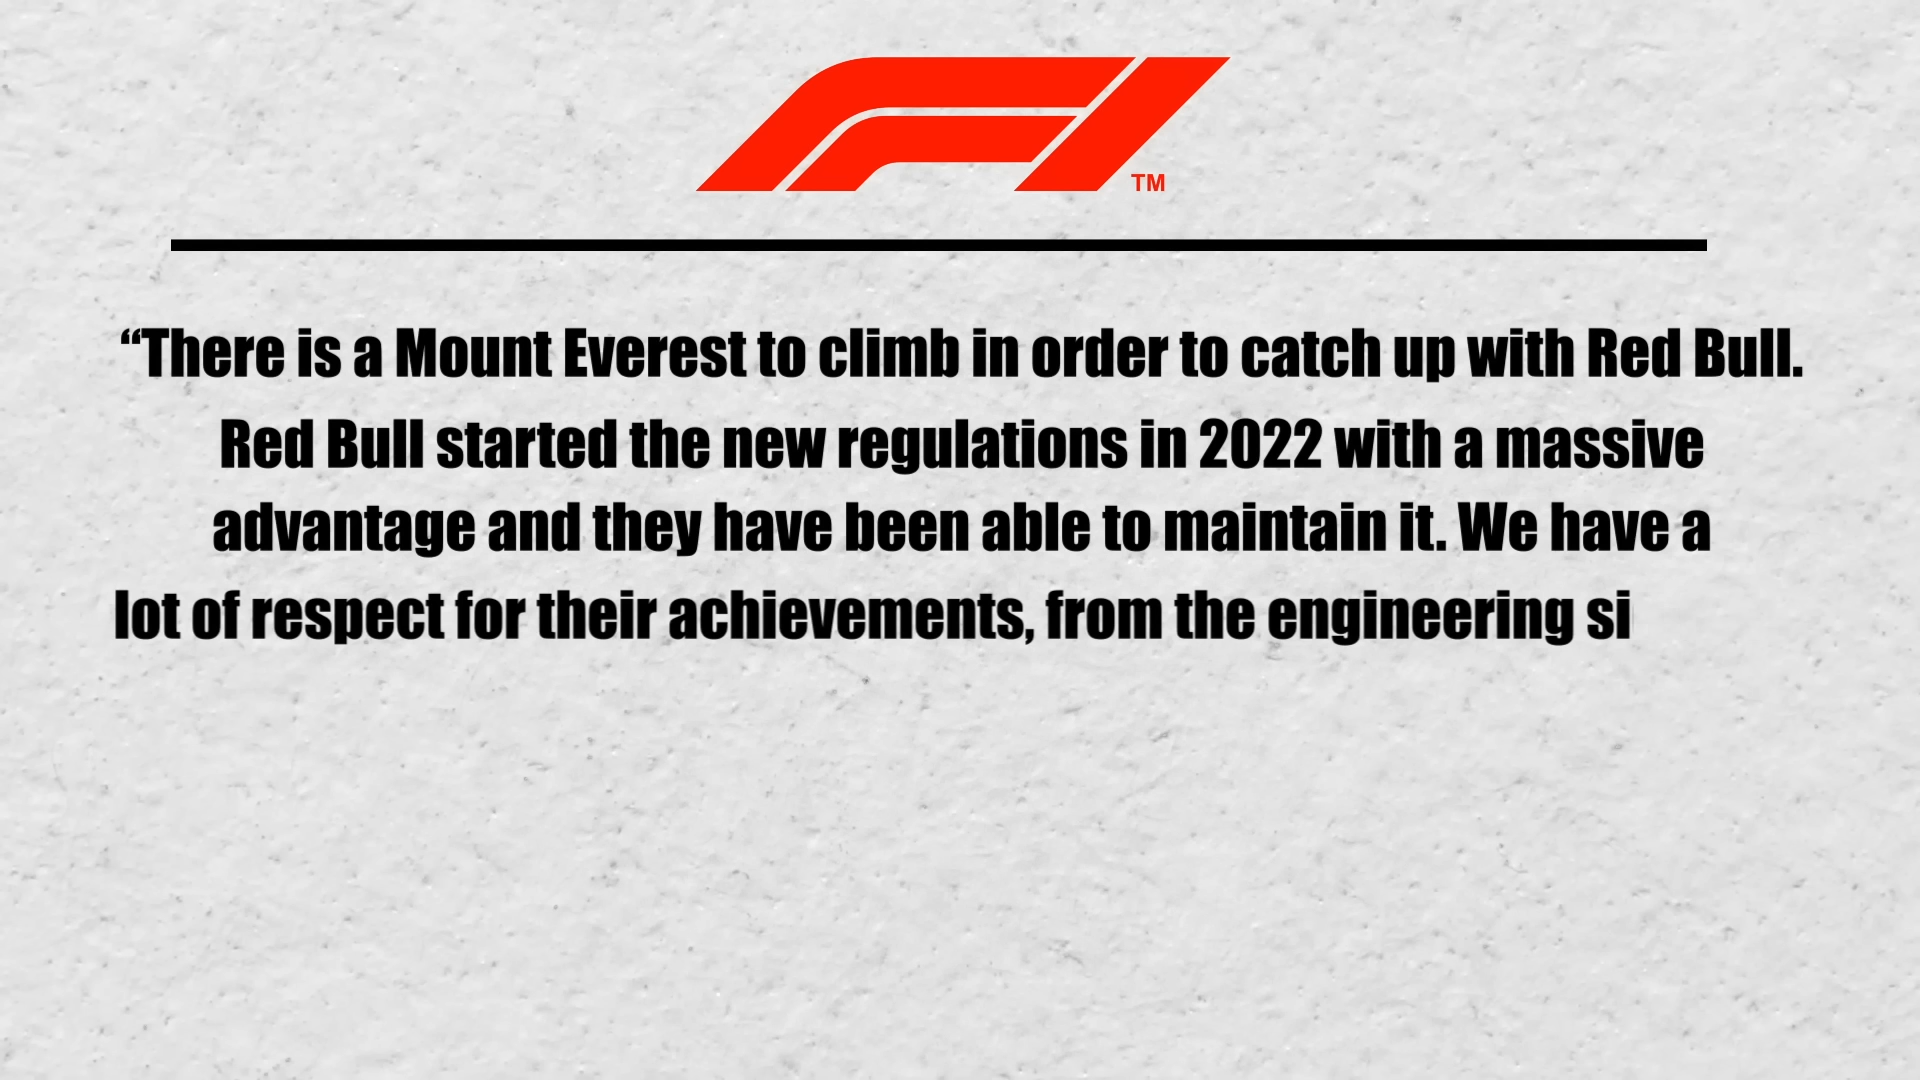 F1
TM
“There is a Mount Everest to climb in order to catch up with Red Bull.
Red Bull started the new regulations in 2022 with a massive
advantage and they have been able to maintain it. We have a
lot of respect for their achievements, from the engineering si